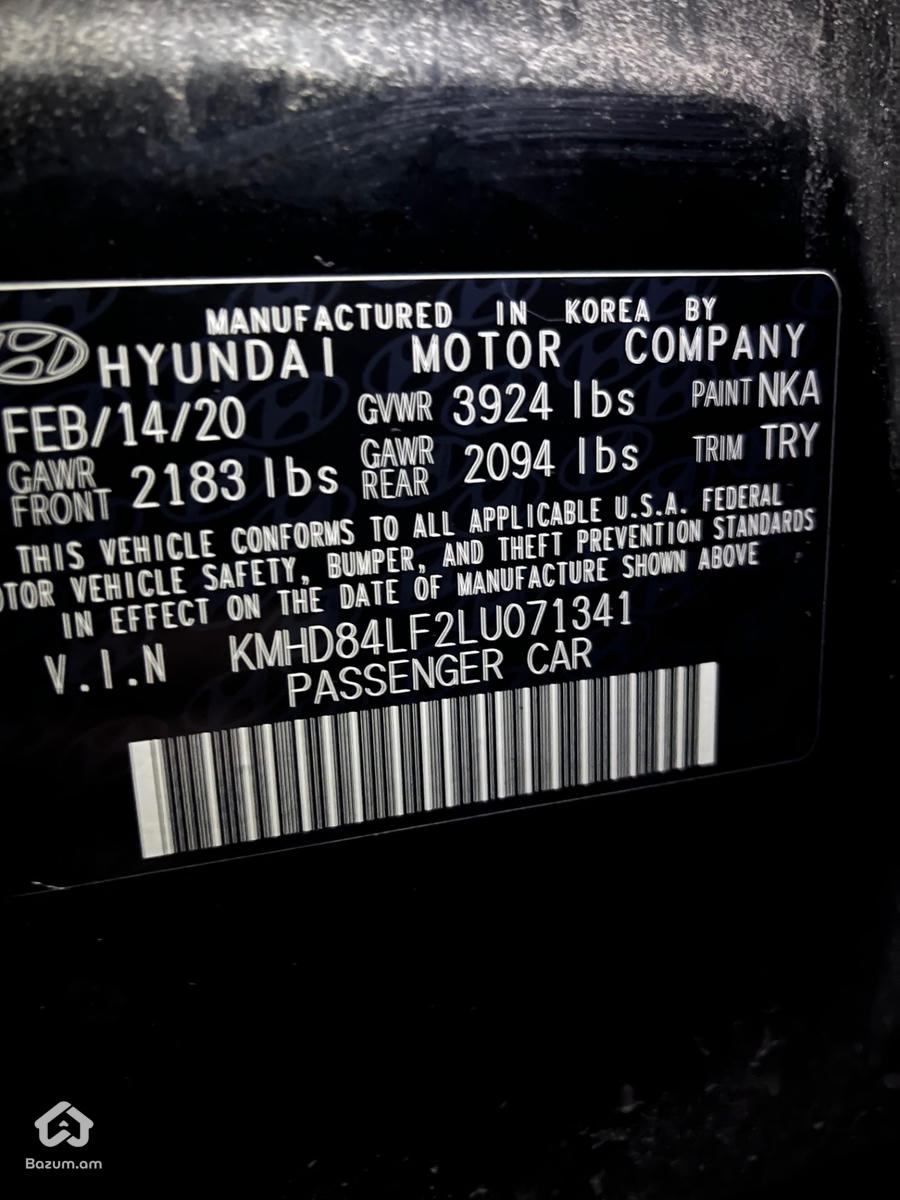 MANUFACTURED IN KOREA BY
HYUNDAI MOTOR COMPANY
FEB/14/20 GVWR 3924 lbs PAINT NKA
GAWR FRONT 2183 lbs GAWR REAR 2094 lbs TRIM TRY
THIS VEHICLE CONFORMS TO ALL APPLICABLE U.S.A. FEDERAL
OTOR VEHICLE SAFETY, BUMPER, AND THEFT PREVENTION STANDARDS
IN EFFECT ON THE DATE OF MANUFACTURE SHOWN ABOVE
V.I.N KMHD84LF2LU071341
PASSENGER CAR
Bazum.am